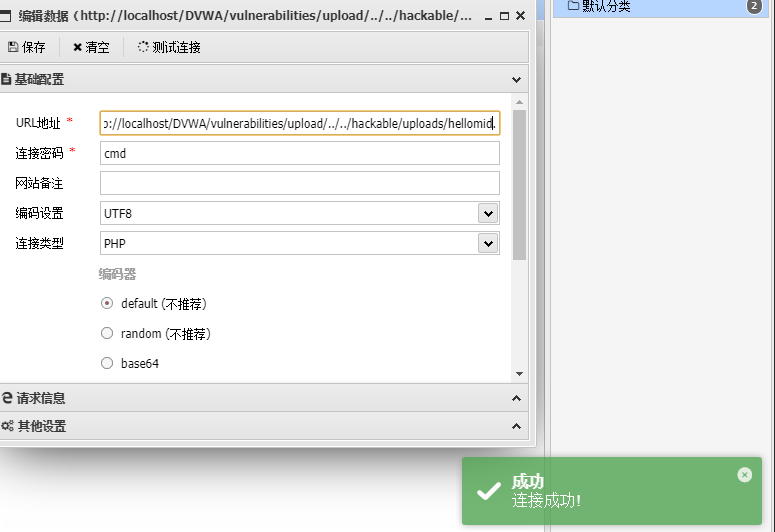 编辑数据 (http://localhost/DVWA/vulnerabilities/upload/../../hackable/...
默认分类 2
保存 清空 测试连接
基础配置
URL地址 * p://localhost/DVWA/vulnerabilities/upload/../../hackable/uploads/hellomid.
连接密码 * cmd
网站备注
编码设置 UTF8
连接类型 PHP
编码器
default (不推荐)
random (不推荐)
base64
请求信息
其他设置
成功
连接成功!